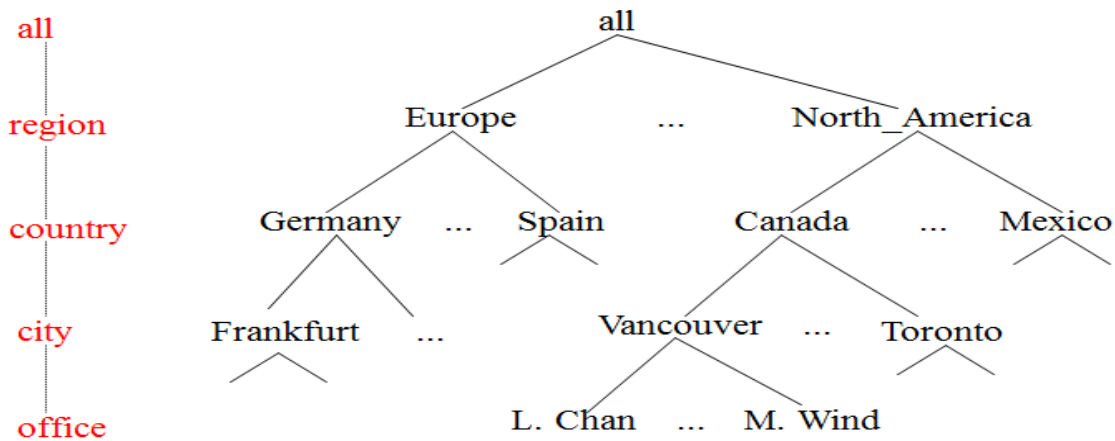 all all
region Europe ... North_America
country Germany ... Spain Canada ... Mexico
city Frankfurt ... Vancouver ... Toronto
office L. Chan ... M. Wind